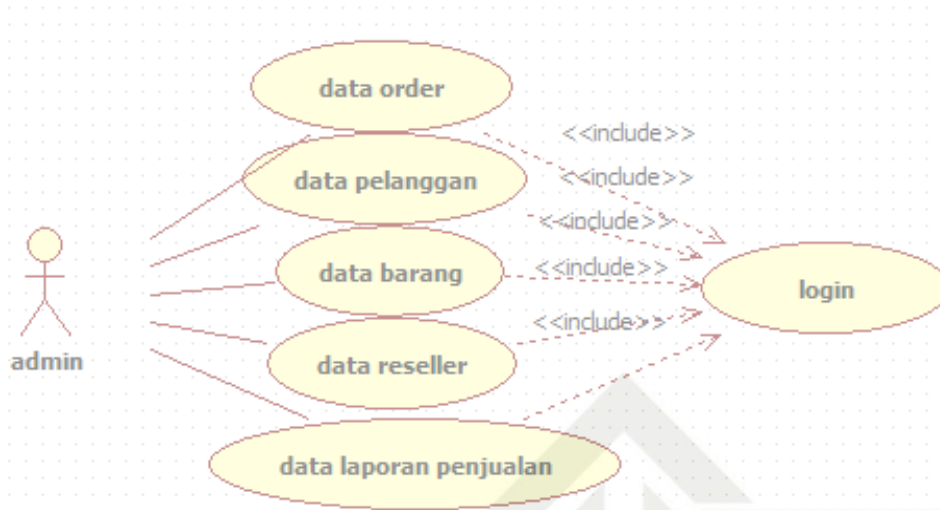 data order
<<include>>
data pelanggan
<<include>>
<<include>>
data barang
<<include>>
login
<<include>>
admin
data reseller
data laporan penjualan